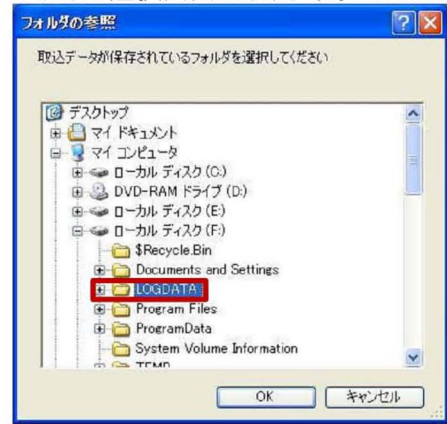 フォルダの参照
取込データが保存されているフォルダを選択してください
デスクトップ
マイ ドキュメント
マイ コンピュータ
ローカル ディスク (C:)
DVD-RAM ドライブ (D:)
ローカル ディスク (E:)
ローカル ディスク (F:)
$Recycle.Bin
Documents and Settings
LOGDATA
Program Files
ProgramData
System Volume Information
TEMP
OK キャンセル